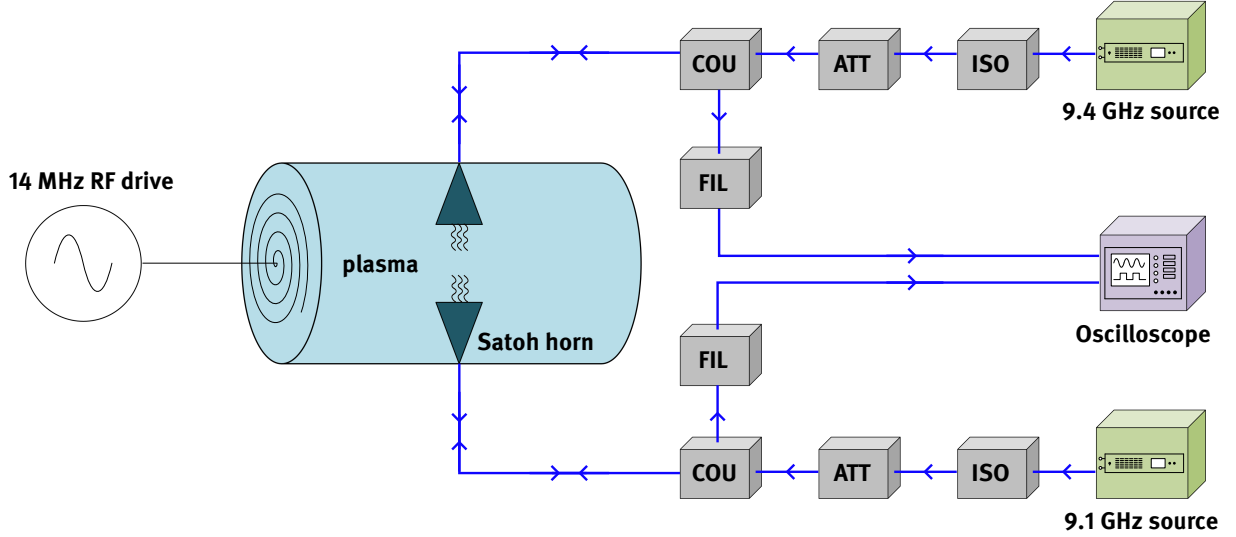 COU
ATT
ISO
9.4 GHz source
14 MHz RF drive
FIL
plasma
Oscilloscope
Satoh horn
FIL
COU
ATT
ISO
9.1 GHz source